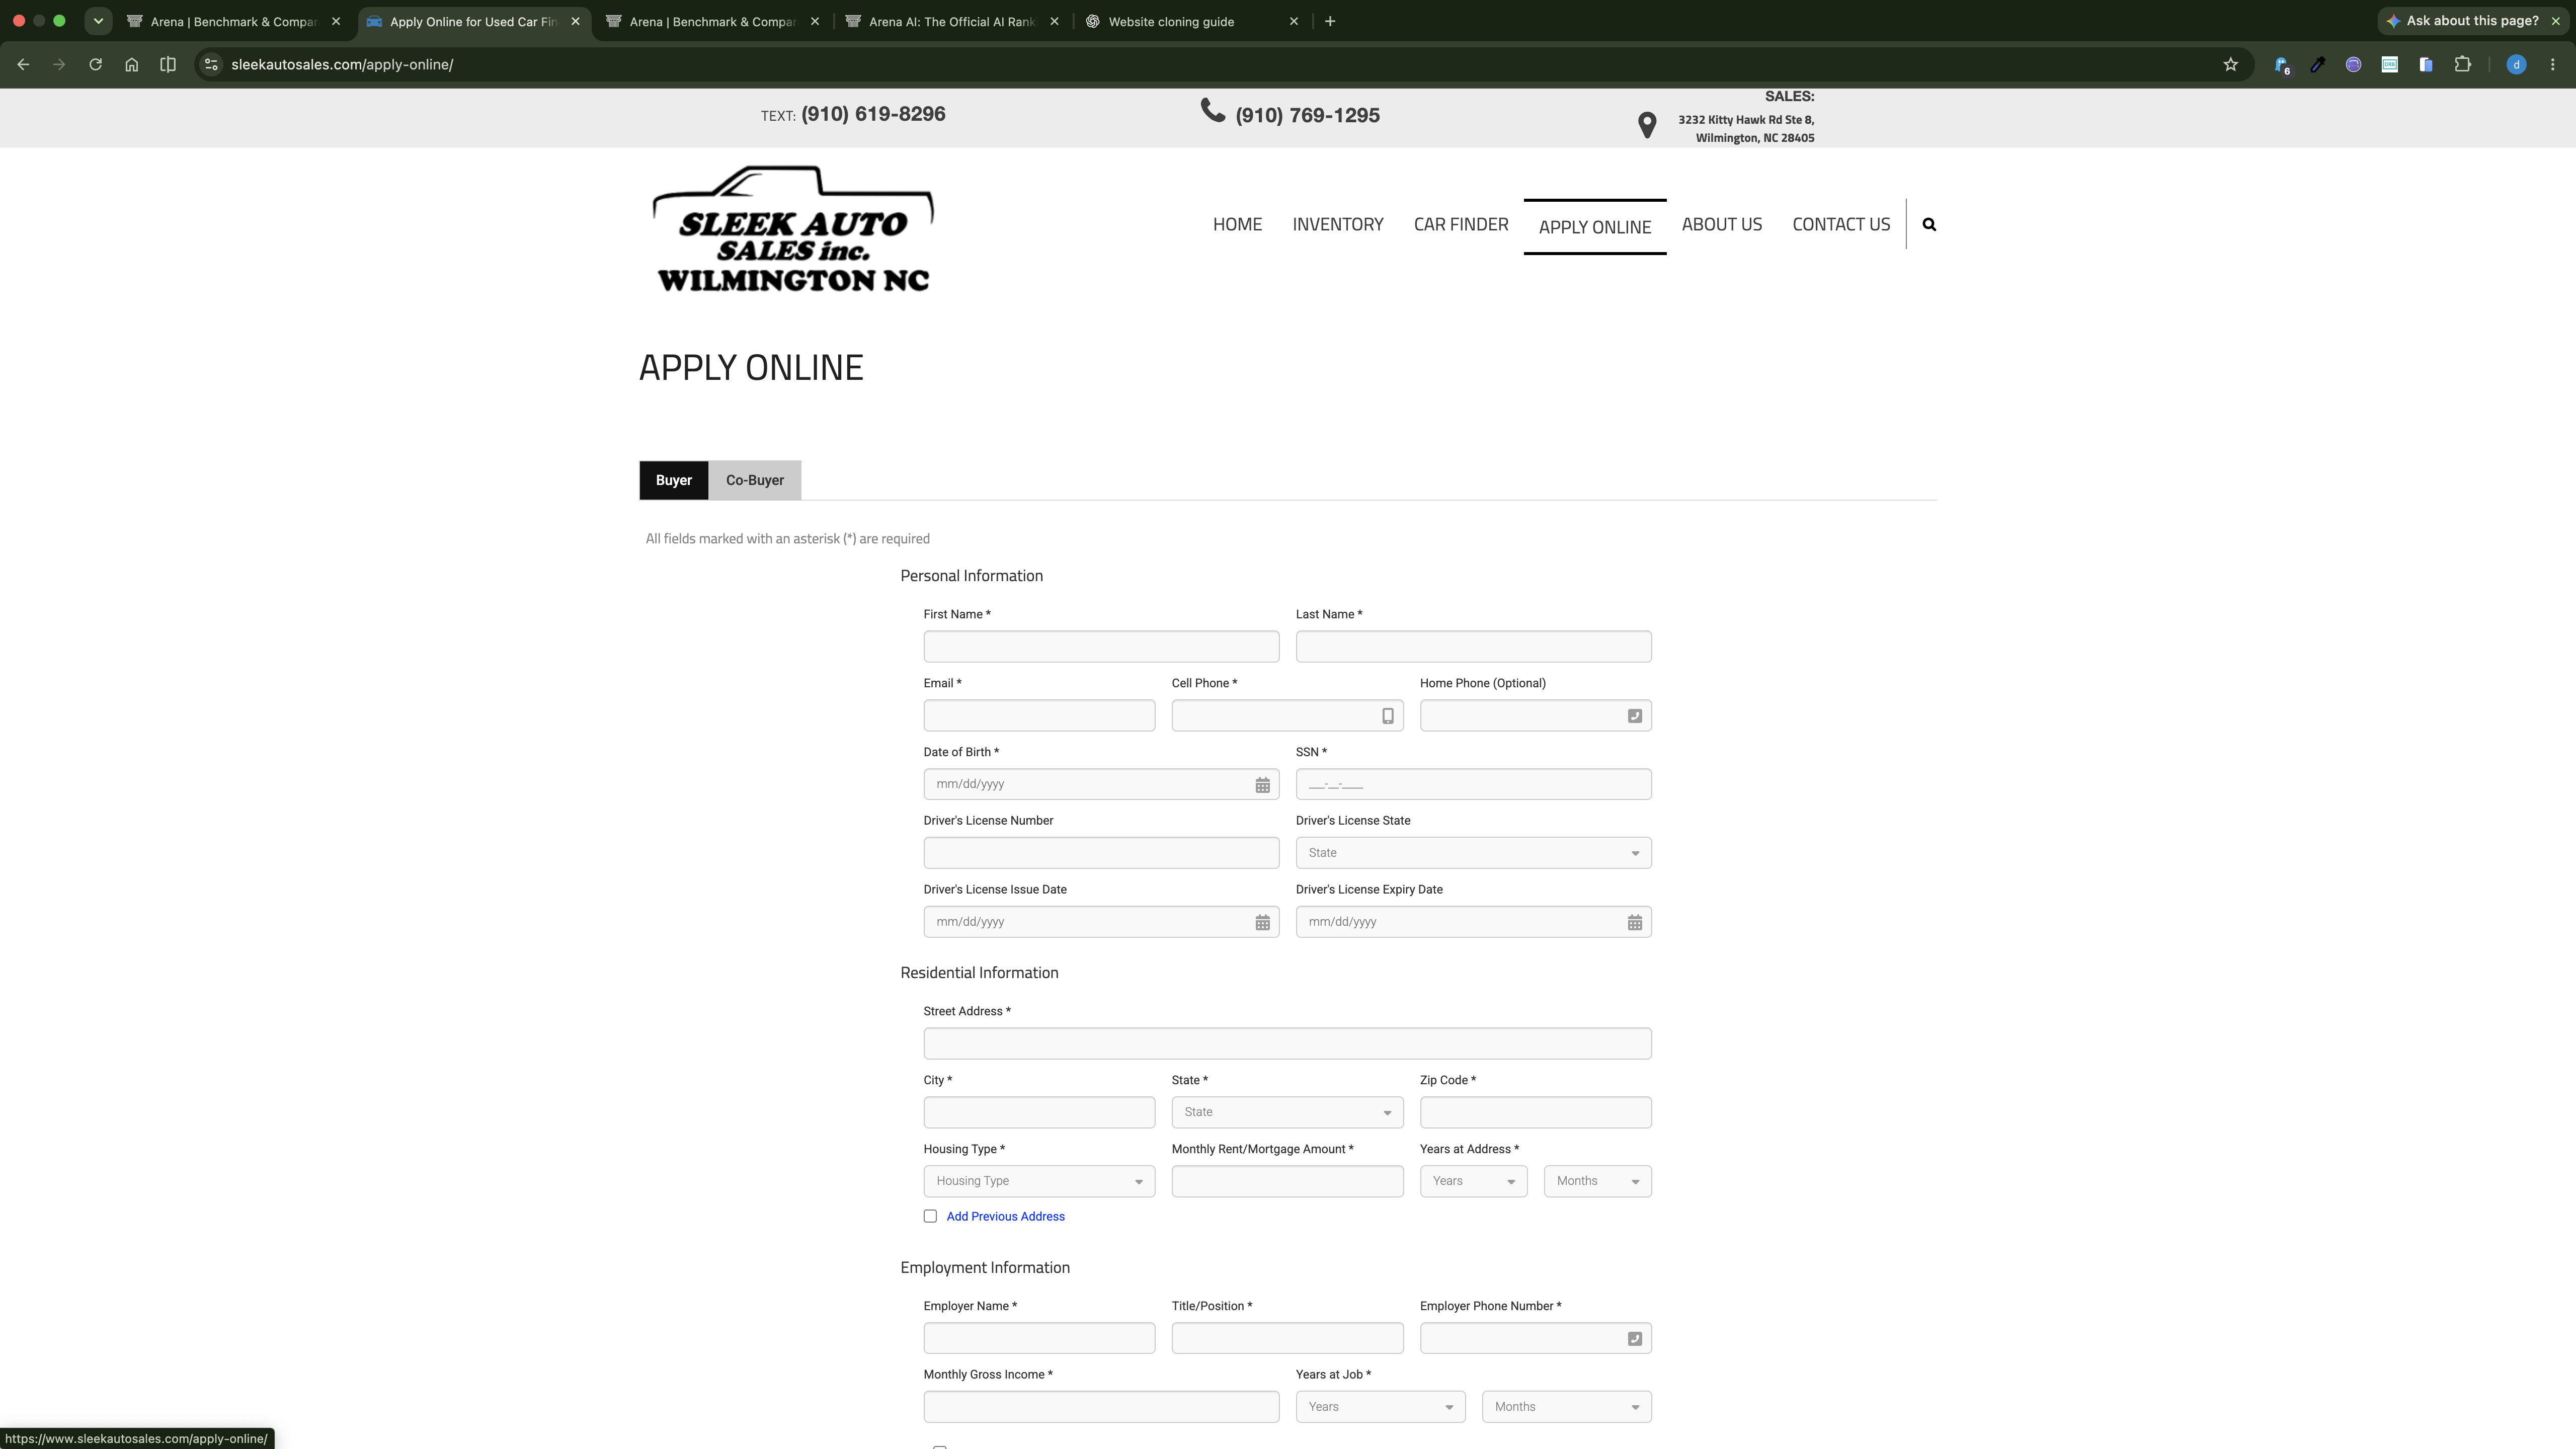 Arena | Benchmark & Compar
Apply Online for Used Car Fin
Arena | Benchmark & Compar
Arena AI: The Official AI Rank
Website cloning guide
Ask about this page?
sleekautosales.com/apply-online/
6
DRB
d
TEXT: (910) 619-8296
(910) 769-1295
SALES:
3232 Kitty Hawk Rd Ste 8,
Wilmington, NC 28405
SLEEK AUTO
SALES inc.
WILMINGTON NC
HOME INVENTORY CAR FINDER APPLY ONLINE ABOUT US CONTACT US
APPLY ONLINE
Buyer Co-Buyer
All fields marked with an asterisk (*) are required
Personal Information
First Name * Last Name *
Email * Cell Phone * Home Phone (Optional)
Date of Birth * SSN *
mm/dd/yyyy ___-__-____
Driver's License Number Driver's License State
State
Driver's License Issue Date Driver's License Expiry Date
mm/dd/yyyy mm/dd/yyyy
Residential Information
Street Address *
City * State * Zip Code *
State
Housing Type * Monthly Rent/Mortgage Amount * Years at Address *
Housing Type Years Months
Add Previous Address
Employment Information
Employer Name * Title/Position * Employer Phone Number *
Monthly Gross Income * Years at Job *
Years Months
https://www.sleekautosales.com/apply-online/